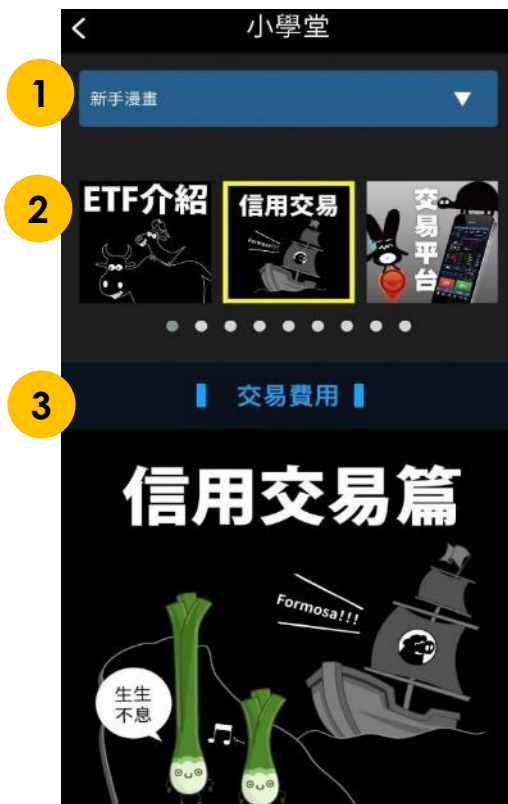 小學堂
1
新手漫畫
2
ETF介紹
信用交易
Formosa!!!
交易平台
3
交易費用
信用交易篇
Formosa!!!
生生
不息